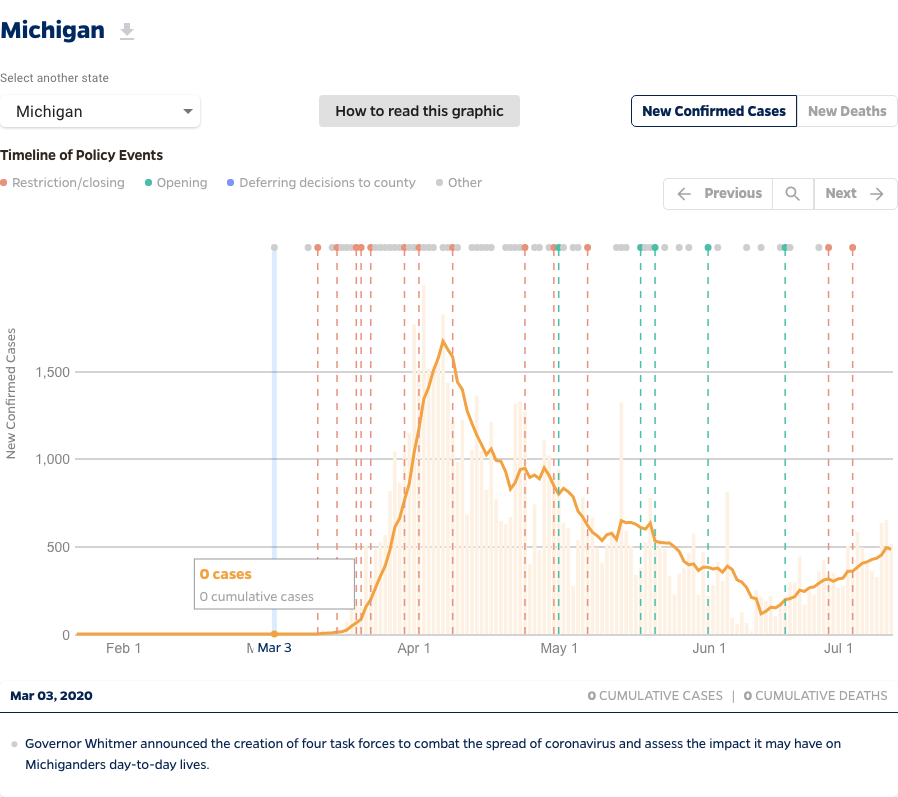 Michigan
Select another state
Michigan
How to read this graphic
New Confirmed Cases
New Deaths
Timeline of Policy Events
Restriction/closing
Opening
Deferring decisions to county
Other
Previous
Next
New Confirmed Cases
1,500
1,000
500
0
0 cases
0 cumulative cases
Feb 1
Mar 3
Apr 1
May 1
Jun 1
Jul 1
Mar 03, 2020
0 CUMULATIVE CASES | 0 CUMULATIVE DEATHS
Governor Whitmer announced the creation of four task forces to combat the spread of coronavirus and assess the impact it may have on
Michiganders day-to-day lives.